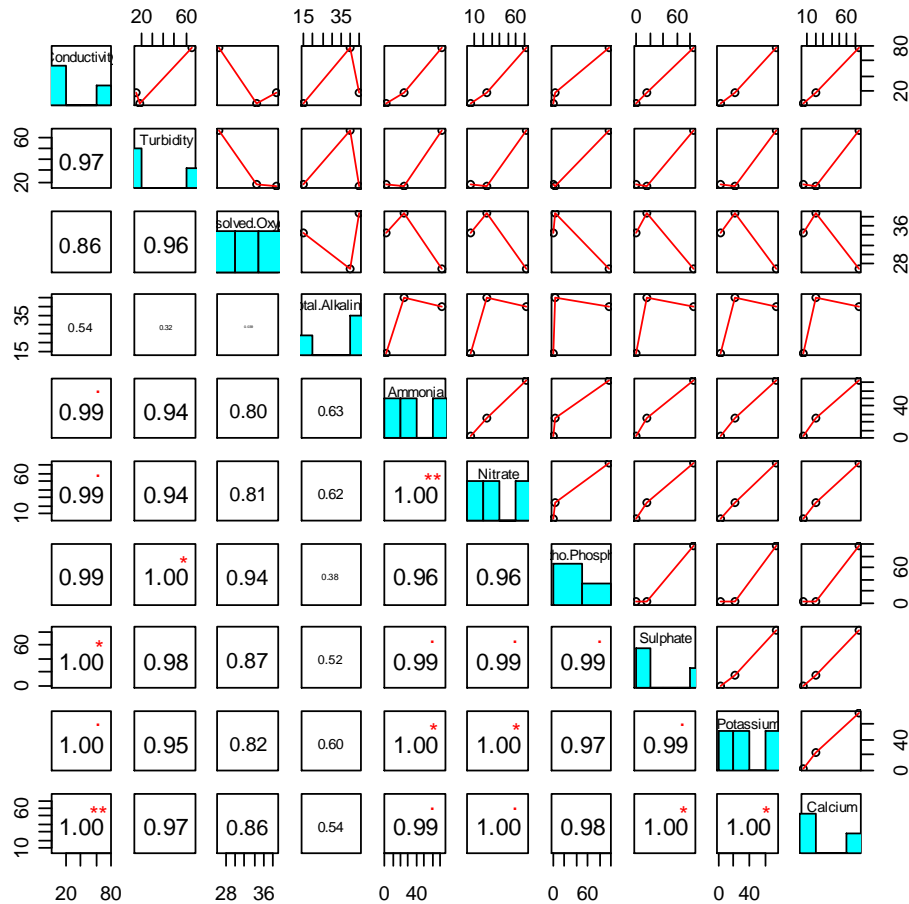 20 60 15 35 10 60 0 40 10 60
onductivity 20 80
20 60 0.97 Turbidity
0.86 0.96 solved.Oxy 28 36
15 35 0.54 0.32 otal.Alkalin
0.99 . 0.94 0.80 0.63 Ammonia 0 40
10 60 0.99 . 0.94 0.81 0.62 1.00 ** Nitrate
0.99 1.00 * 0.94 0.38 0.96 0.96 ho.Phosph 0 60
0 60 1.00 * 0.98 0.87 0.52 0.99 . 0.99 . 0.99 . Sulphate
1.00 . 0.95 0.82 0.60 1.00 * 1.00 * 0.97 0.99 . Potassium 0 40
10 60 1.00 ** 0.97 0.86 0.54 0.99 . 1.00 . 0.98 1.00 * 1.00 * Calcium
20 80 28 36 0 40 0 60 0 40